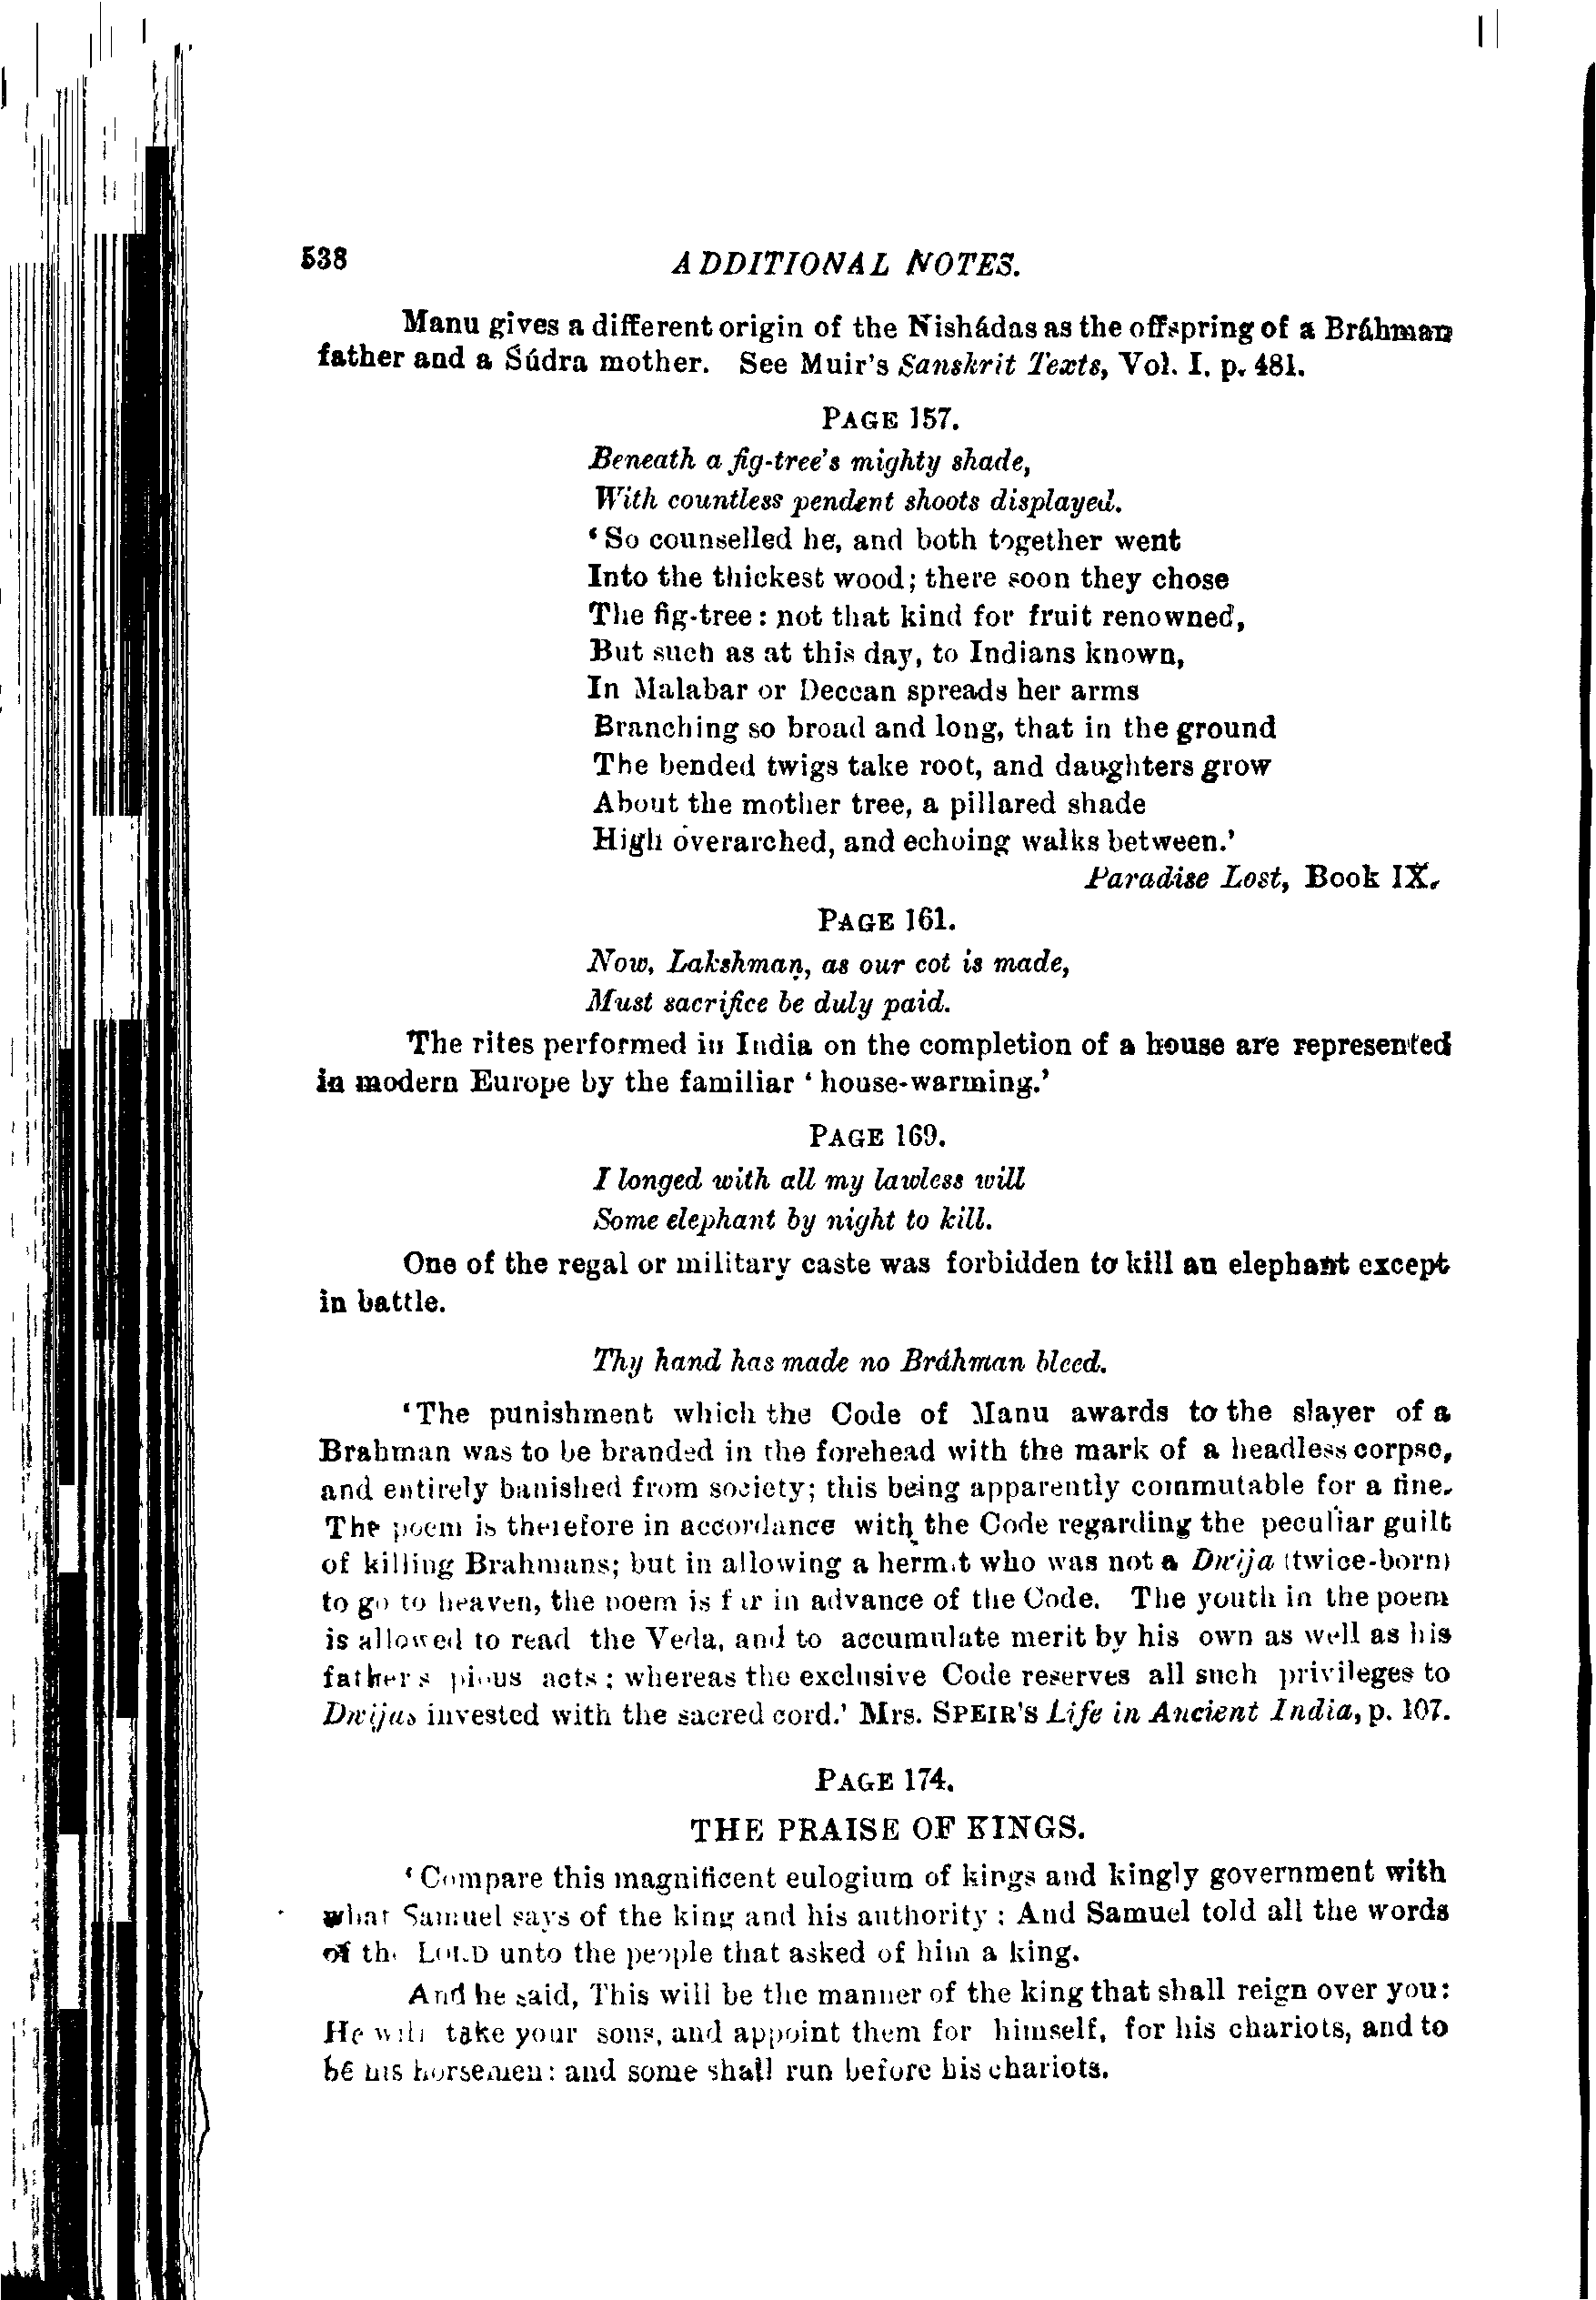 538 ADDITIONAL NOTES.
Manu gives a different origin of the Nishádas as the offspring of a Bráhman
father and a Śúdra mother. See Muir's Sanskrit Texts, Vol. I. p. 481.
PAGE 157.
Beneath a fig-tree's mighty shade,
With countless pendent shoots displayed.
'So counselled he, and both together went
Into the thickest wood; there soon they chose
The fig-tree: not that kind for fruit renowned,
But such as at this day, to Indians known,
In Malabar or Deccan spreads her arms
Branching so broad and long, that in the ground
The bended twigs take root, and daughters grow
About the mother tree, a pillared shade
High overarched, and echoing walks between.'
Paradise Lost, Book IX.
PAGE 161.
Now, Lakshmaṇ, as our cot is made,
Must sacrifice be duly paid.
The rites performed in India on the completion of a house are represented
in modern Europe by the familiar 'house-warming.'
PAGE 169.
I longed with all my lawless will
Some elephant by night to kill.
One of the regal or military caste was forbidden to kill an elephant except
in battle.
Thy hand has made no Bráhman bleed.
'The punishment which the Code of Manu awards to the slayer of a
Brahman was to be branded in the forehead with the mark of a headless corpse,
and entirely banished from society; this being apparently commutable for a fine.
The poem is therefore in accordance with the Code regarding the peculiar guilt
of killing Brahmans; but in allowing a hermit who was not a Dwija (twice-born)
to go to heaven, the poem is far in advance of the Code. The youth in the poem
is allowed to read the Veda, and to accumulate merit by his own as well as his
father's pious acts; whereas the exclusive Code reserves all such privileges to
Dwijas invested with the sacred cord.' Mrs. SPEIR'S Life in Ancient India, p. 107.
PAGE 174.
THE PRAISE OF KINGS.
'Compare this magnificent eulogium of kings and kingly government with
what Samuel says of the king and his authority: And Samuel told all the words
of the LORD unto the people that asked of him a king.
And he said, This will be the manner of the king that shall reign over you:
He will take your sons, and appoint them for himself, for his chariots, and to
be his horsemen: and some shall run before his chariots.